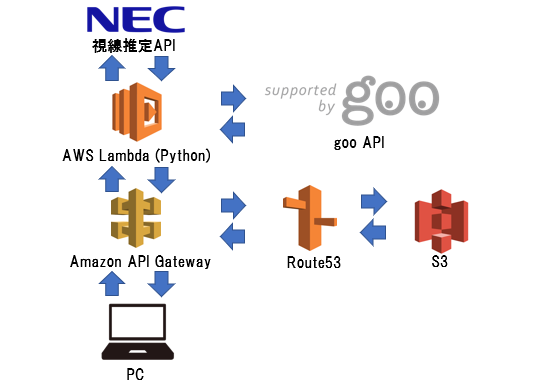 NEC
視線推定API
supported
by goo
goo API
AWS Lambda (Python)
Amazon API Gateway
Route53
S3
PC